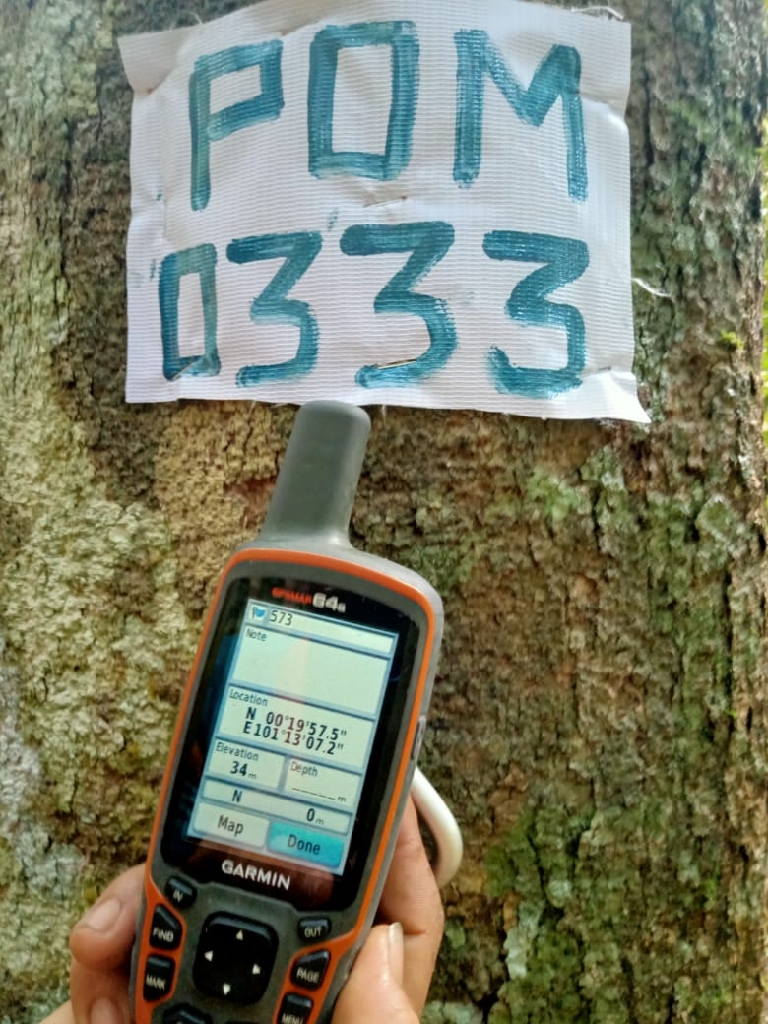 POM
0333
GPSMAP 64s
573
Note
Location
N 00°19'57.5"
E101°13'07.2"
Elevation
34 m
Depth
_____ m
N 0 m
Map
Done
GARMIN
IN
OUT
FIND
PAGE
MARK
MENU